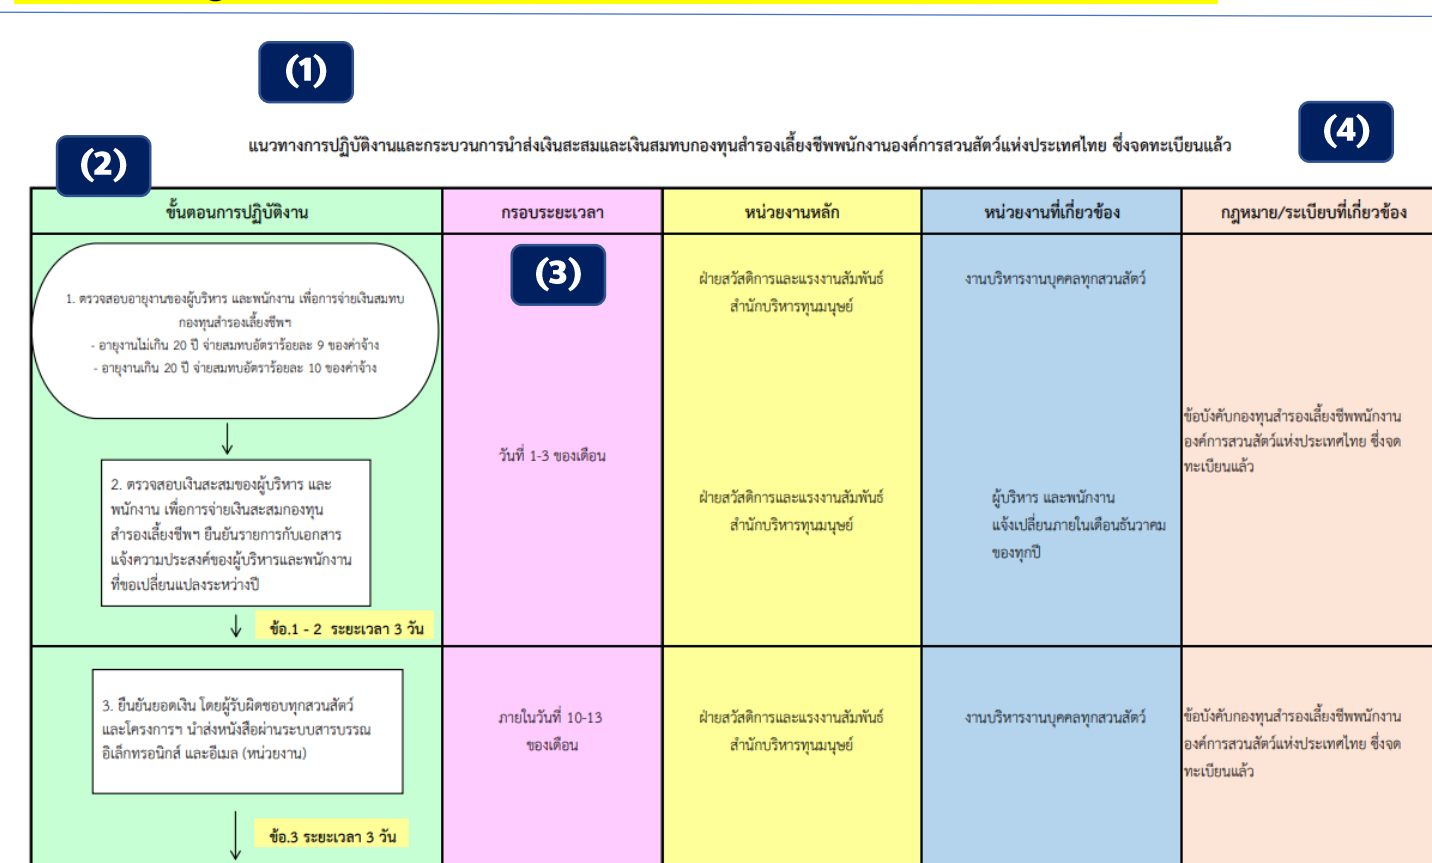 (1)
(4)
แนวทางการปฏิบัติงานและกระบวนการนำส่งเงินสะสมและเงินสมทบกองทุนสำรองเลี้ยงชีพพนักงานองค์การสวนสัตว์แห่งประเทศไทย ซึ่งจดทะเบียนแล้ว
(2)
ขั้นตอนการปฏิบัติงาน
กรอบระยะเวลา
หน่วยงานหลัก
หน่วยงานที่เกี่ยวข้อง
กฎหมาย/ระเบียบที่เกี่ยวข้อง
(3)
1. ตรวจสอบอายุงานของผู้บริหาร และพนักงาน เพื่อการจ่ายเงินสมทบ
กองทุนสำรองเลี้ยงชีพฯ
- อายุงานไม่เกิน 20 ปี จ่ายสมทบอัตราร้อยละ 9 ของค่าจ้าง
- อายุงานเกิน 20 ปี จ่ายสมทบอัตราร้อยละ 10 ของค่าจ้าง
2. ตรวจสอบเงินสะสมของผู้บริหาร และ
พนักงาน เพื่อการจ่ายเงินสะสมกองทุน
สำรองเลี้ยงชีพฯ ยืนยันรายการกับเอกสาร
แจ้งความประสงค์ของผู้บริหารและพนักงาน
ที่ขอเปลี่ยนแปลงระหว่างปี
ข้อ.1 - 2 ระยะเวลา 3 วัน
วันที่ 1-3 ของเดือน
ฝ่ายสวัสดิการและแรงงานสัมพันธ์
สำนักบริหารทุนมนุษย์
ฝ่ายสวัสดิการและแรงงานสัมพันธ์
สำนักบริหารทุนมนุษย์
งานบริหารงานบุคคลทุกสวนสัตว์
ผู้บริหาร และพนักงาน
แจ้งเปลี่ยนภายในเดือนธันวาคม
ของทุกปี
ข้อบังคับกองทุนสำรองเลี้ยงชีพพนักงาน
องค์การสวนสัตว์แห่งประเทศไทย ซึ่งจด
ทะเบียนแล้ว
3. ยืนยันยอดเงิน โดยผู้รับผิดชอบทุกสวนสัตว์
และโครงการฯ นำส่งหนังสือผ่านระบบสารบรรณ
อิเล็กทรอนิกส์ และอีเมล (หน่วยงาน)
ข้อ.3 ระยะเวลา 3 วัน
ภายในวันที่ 10-13
ของเดือน
ฝ่ายสวัสดิการและแรงงานสัมพันธ์
สำนักบริหารทุนมนุษย์
งานบริหารงานบุคคลทุกสวนสัตว์
ข้อบังคับกองทุนสำรองเลี้ยงชีพพนักงาน
องค์การสวนสัตว์แห่งประเทศไทย ซึ่งจด
ทะเบียนแล้ว